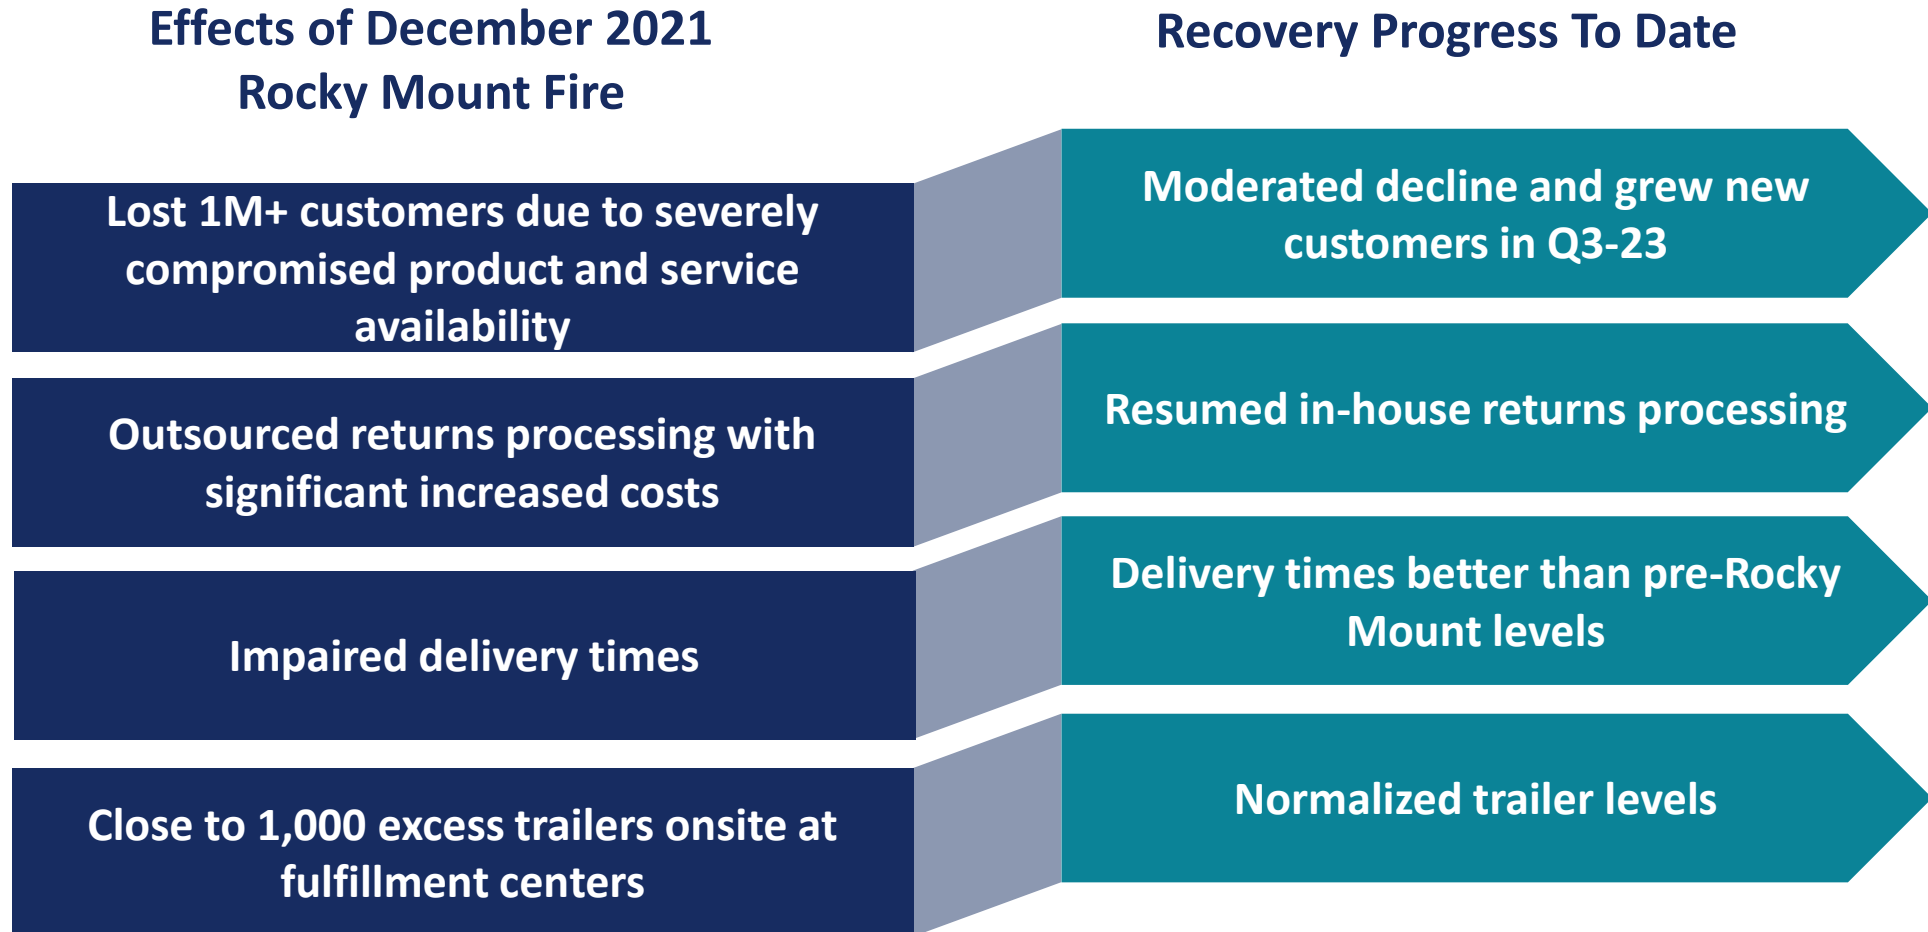 Effects of December 2021
Rocky Mount Fire
Recovery Progress To Date
Lost 1M+ customers due to severely
compromised product and service
availability
Moderated decline and grew new
customers in Q3-23
Outsourced returns processing with
significant increased costs
Resumed in-house returns processing
Impaired delivery times
Delivery times better than pre-Rocky
Mount levels
Close to 1,000 excess trailers onsite at
fulfillment centers
Normalized trailer levels